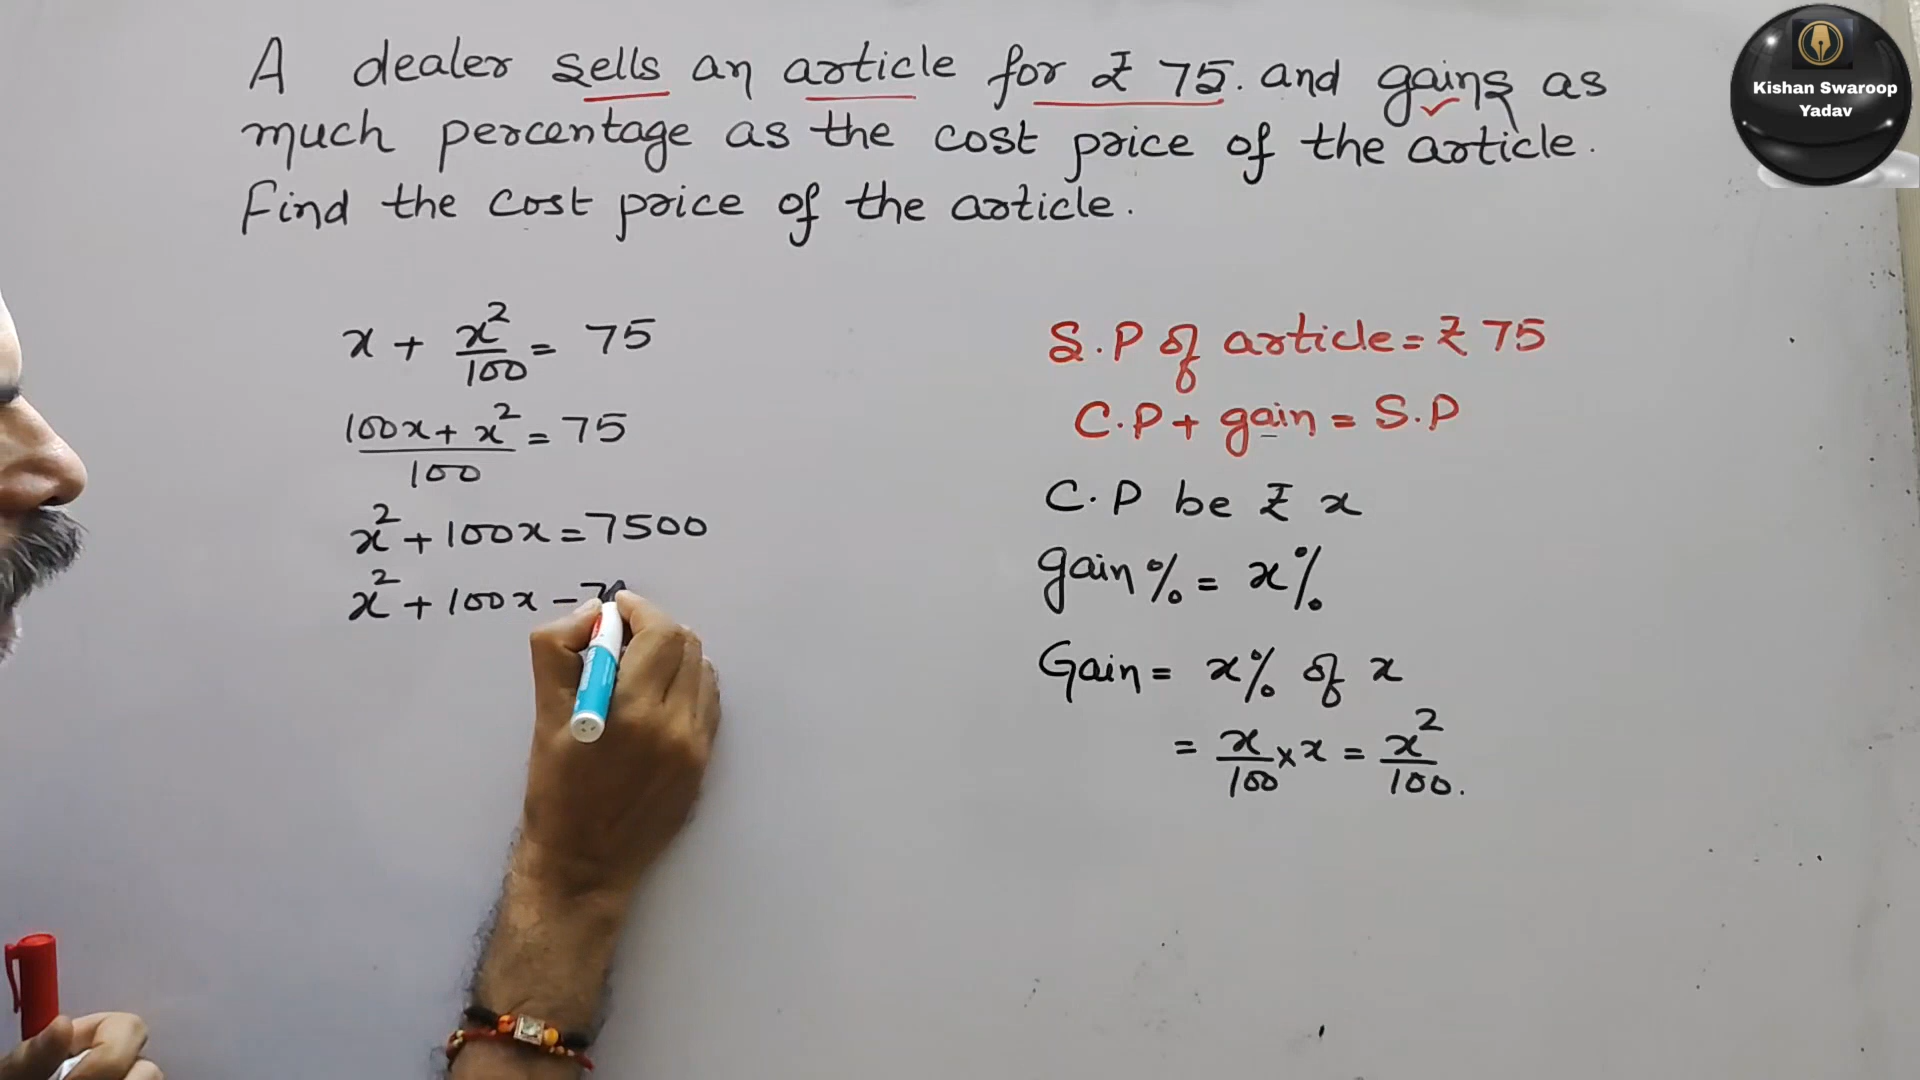 A dealer sells an article for ₹ 75. and gains as
much percentage as the cost price of the article.
Find the cost price of the article.
x + x²/100 = 75
100x + x²/100 = 75
x² + 100x = 7500
x² + 100x - 7
S.P of article = ₹ 75
C.P + gain = S.P
C.P be ₹ x
gain % = x%
Gain = x% of x
= x/100 × x = x²/100.
Kishan Swaroop
Yadav